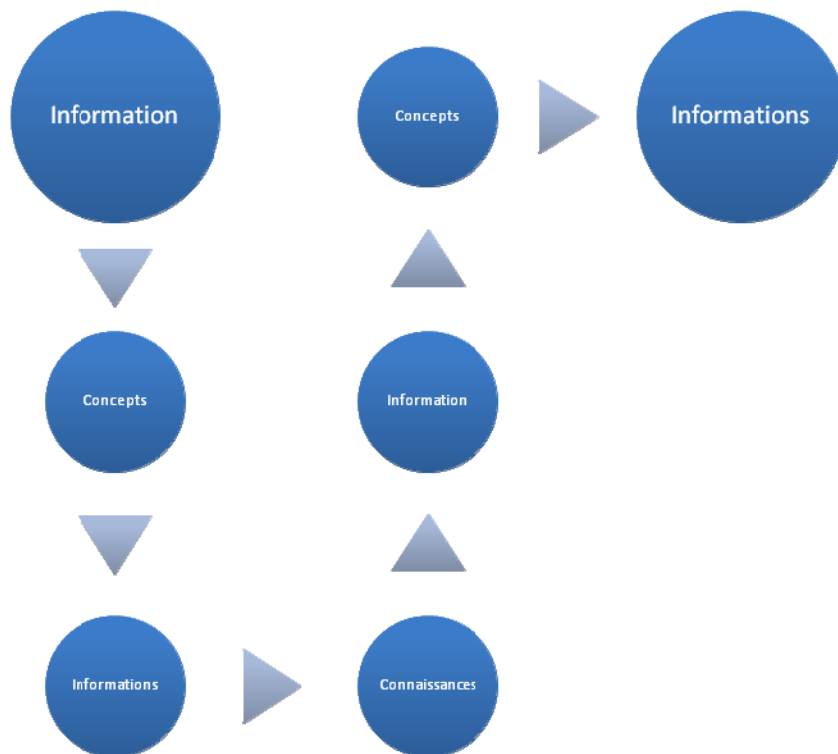 Information
Concepts
Informations
Connaissances
Information
Concepts
Informations